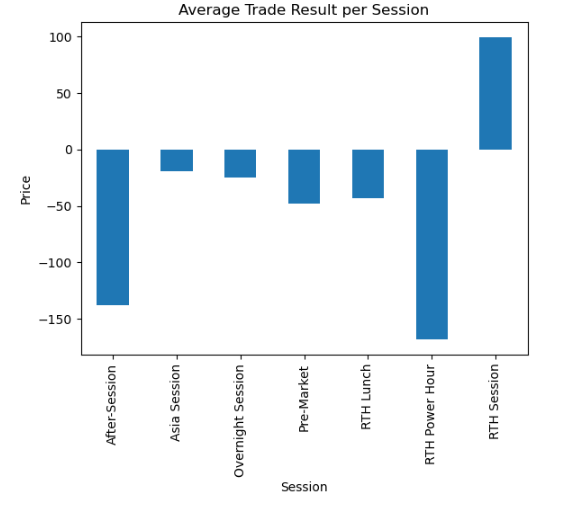 Average Trade Result per Session
100
50
0
−50
−100
−150
Price
After-Session
Asia Session
Overnight Session
Pre-Market
RTH Lunch
RTH Power Hour
RTH Session
Session